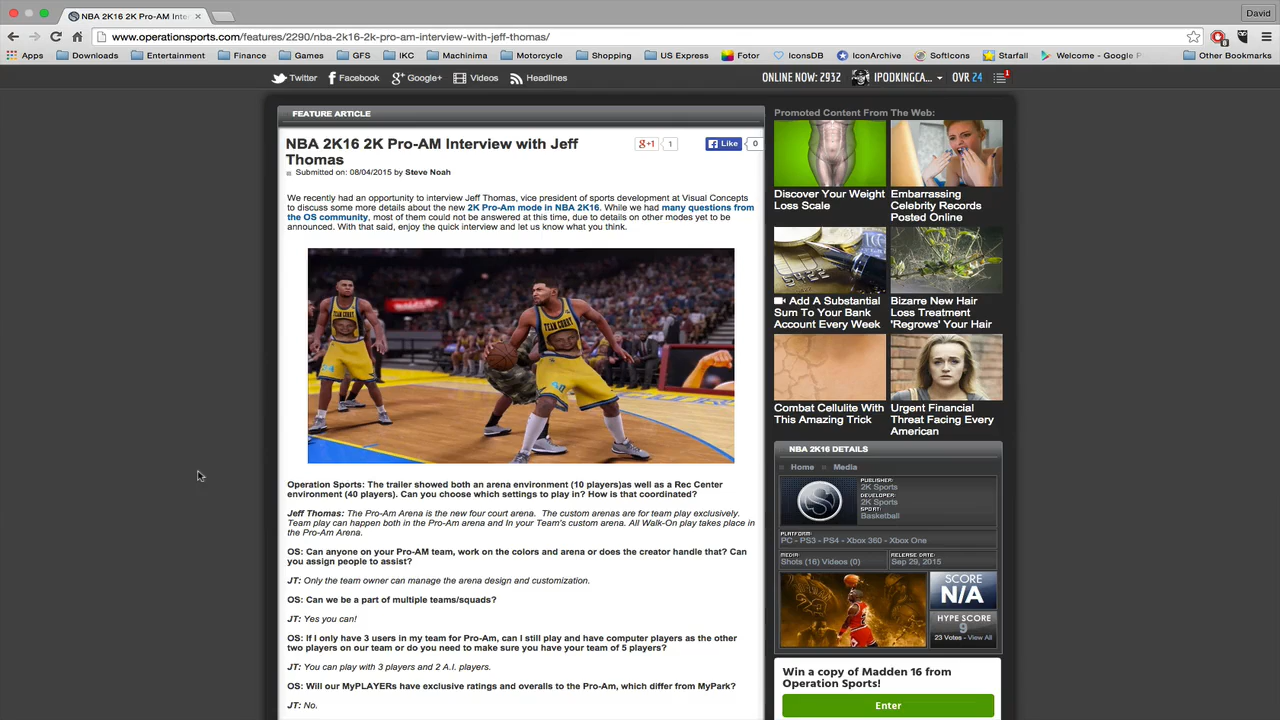 NBA 2K16 2K Pro-AM Inte
David
www.operationsports.com/features/2290/nba-2k16-2k-pro-am-interview-with-jeff-thomas/
Apps Downloads Entertainment Finance Games GFS IKC Machinima Motorcycle Shopping US Express Fotor IconsDB IconArchive SoftIcons Starfall Welcome - Google P Other Bookmarks
Twitter Facebook Google+ Videos Headlines
ONLINE NOW: 2932 IPODKINGCA... OVR 24 1
FEATURE ARTICLE
NBA 2K16 2K Pro-AM Interview with Jeff
Thomas
g+1 1 Like 0
Submitted on: 08/04/2015 by Steve Noah
We recently had an opportunity to interview Jeff Thomas, vice president of sports development at Visual Concepts
to discuss some more details about the new 2K Pro-Am mode in NBA 2K16. While we had many questions from
the OS community, most of them could not be answered at this time, due to details on other modes yet to be
announced. With that said, enjoy the quick interview and let us know what you think.
TEAM CURRY
TEAM CURRY
Operation Sports: The trailer showed both an arena environment (10 players)as well as a Rec Center
environment (40 players). Can you choose which settings to play in? How is that coordinated?
Jeff Thomas: The Pro-Am Arena is the new four court arena. The custom arenas are for team play exclusively.
Team play can happen both in the Pro-Am arena and In your Team's custom arena. All Walk-On play takes place in
the Pro-Am Arena.
OS: Can anyone on your Pro-AM team, work on the colors and arena or does the creator handle that? Can
you assign people to assist?
JT: Only the team owner can manage the arena design and customization.
OS: Can we be a part of multiple teams/squads?
JT: Yes you can!
OS: If I only have 3 users in my team for Pro-Am, can I still play and have computer players as the other
two players on our team or do you need to make sure you have your team of 5 players?
JT: You can play with 3 players and 2 A.I. players.
OS: Will our MyPLAYERs have exclusive ratings and overalls to the Pro-Am, which differ from MyPark?
JT: No.
Promoted Content From The Web:
Discover Your Weight
Loss Scale
Embarrassing
Celebrity Records
Posted Online
Add A Substantial
Sum To Your Bank
Account Every Week
Bizarre New Hair
Loss Treatment
'Regrows' Your Hair
Combat Cellulite With
This Amazing Trick
Urgent Financial
Threat Facing Every
American
NBA 2K16 DETAILS
Home Media
PUBLISHER:
2K Sports
DEVELOPER:
2K Sports
SPORT:
Basketball
PLATFORM:
PC - PS3 - PS4 - Xbox 360 - Xbox One
MEDIA:
Shots (16) Videos (0)
RELEASE DATE:
Sep 29, 2015
SCORE
N/A
HYPE SCORE
9
23 Votes - View All
Win a copy of Madden 16 from
Operation Sports!
Enter